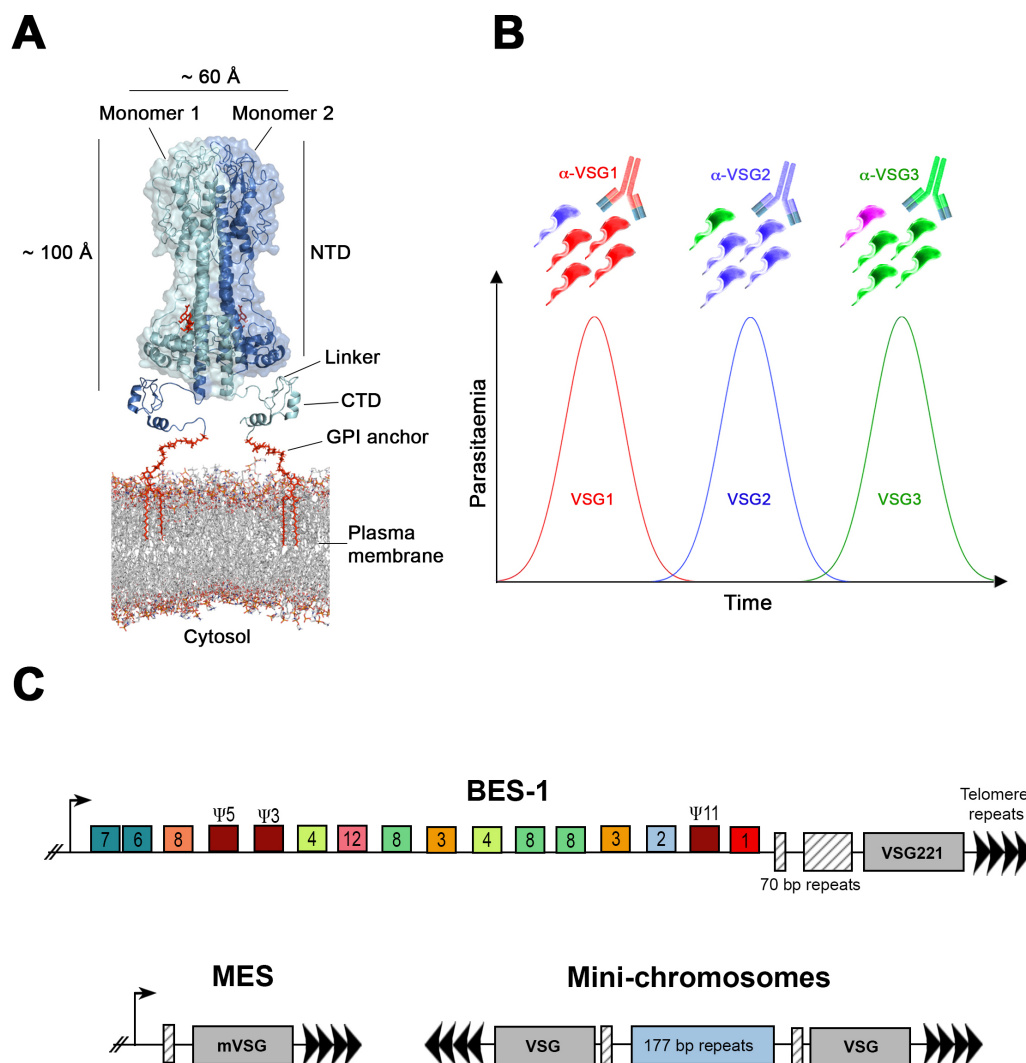 A
~ 60 Å
Monomer 1
Monomer 2
~ 100 Å
NTD
Linker
CTD
GPI anchor
Plasma
membrane
Cytosol
B
α-VSG1
α-VSG2
α-VSG3
Parasitaemia
VSG1
VSG2
VSG3
Time
C
BES-1
Telomere
repeats
Ψ5
Ψ3
Ψ11
7 6 8 4 12 8 3 4 8 8 3 2 1
VSG221
70 bp repeats
MES
mVSG
Mini-chromosomes
VSG
177 bp repeats
VSG